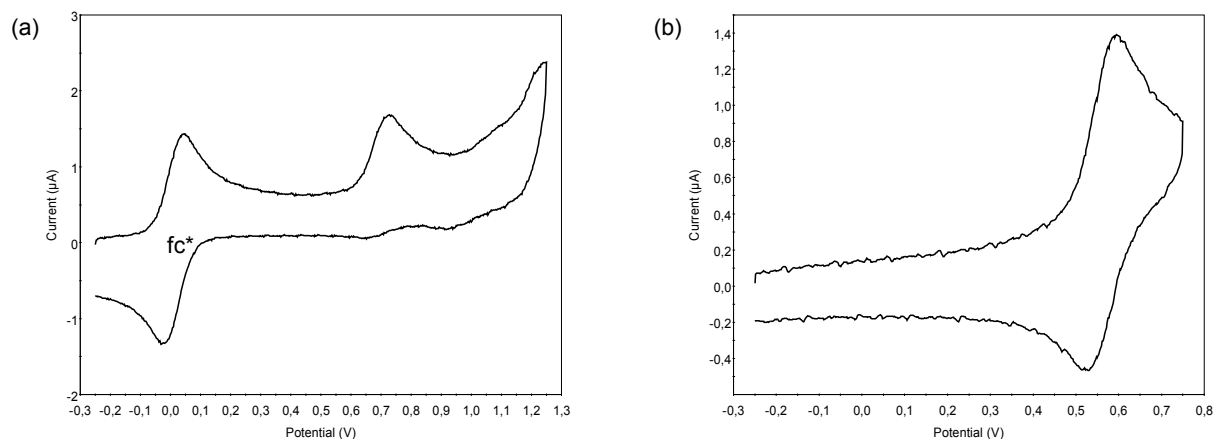 (a)
3
2
1
0
-1
-2
Current (µA)
fc*
-0,3 -0,2 -0,1 0,0 0,1 0,2 0,3 0,4 0,5 0,6 0,7 0,8 0,9 1,0 1,1 1,2 1,3
Potential (V)
(b)
1,4
1,2
1,0
0,8
0,6
0,4
0,2
0,0
-0,2
-0,4
Current (µA)
-0,3 -0,2 -0,1 0,0 0,1 0,2 0,3 0,4 0,5 0,6 0,7 0,8
Potential (V)